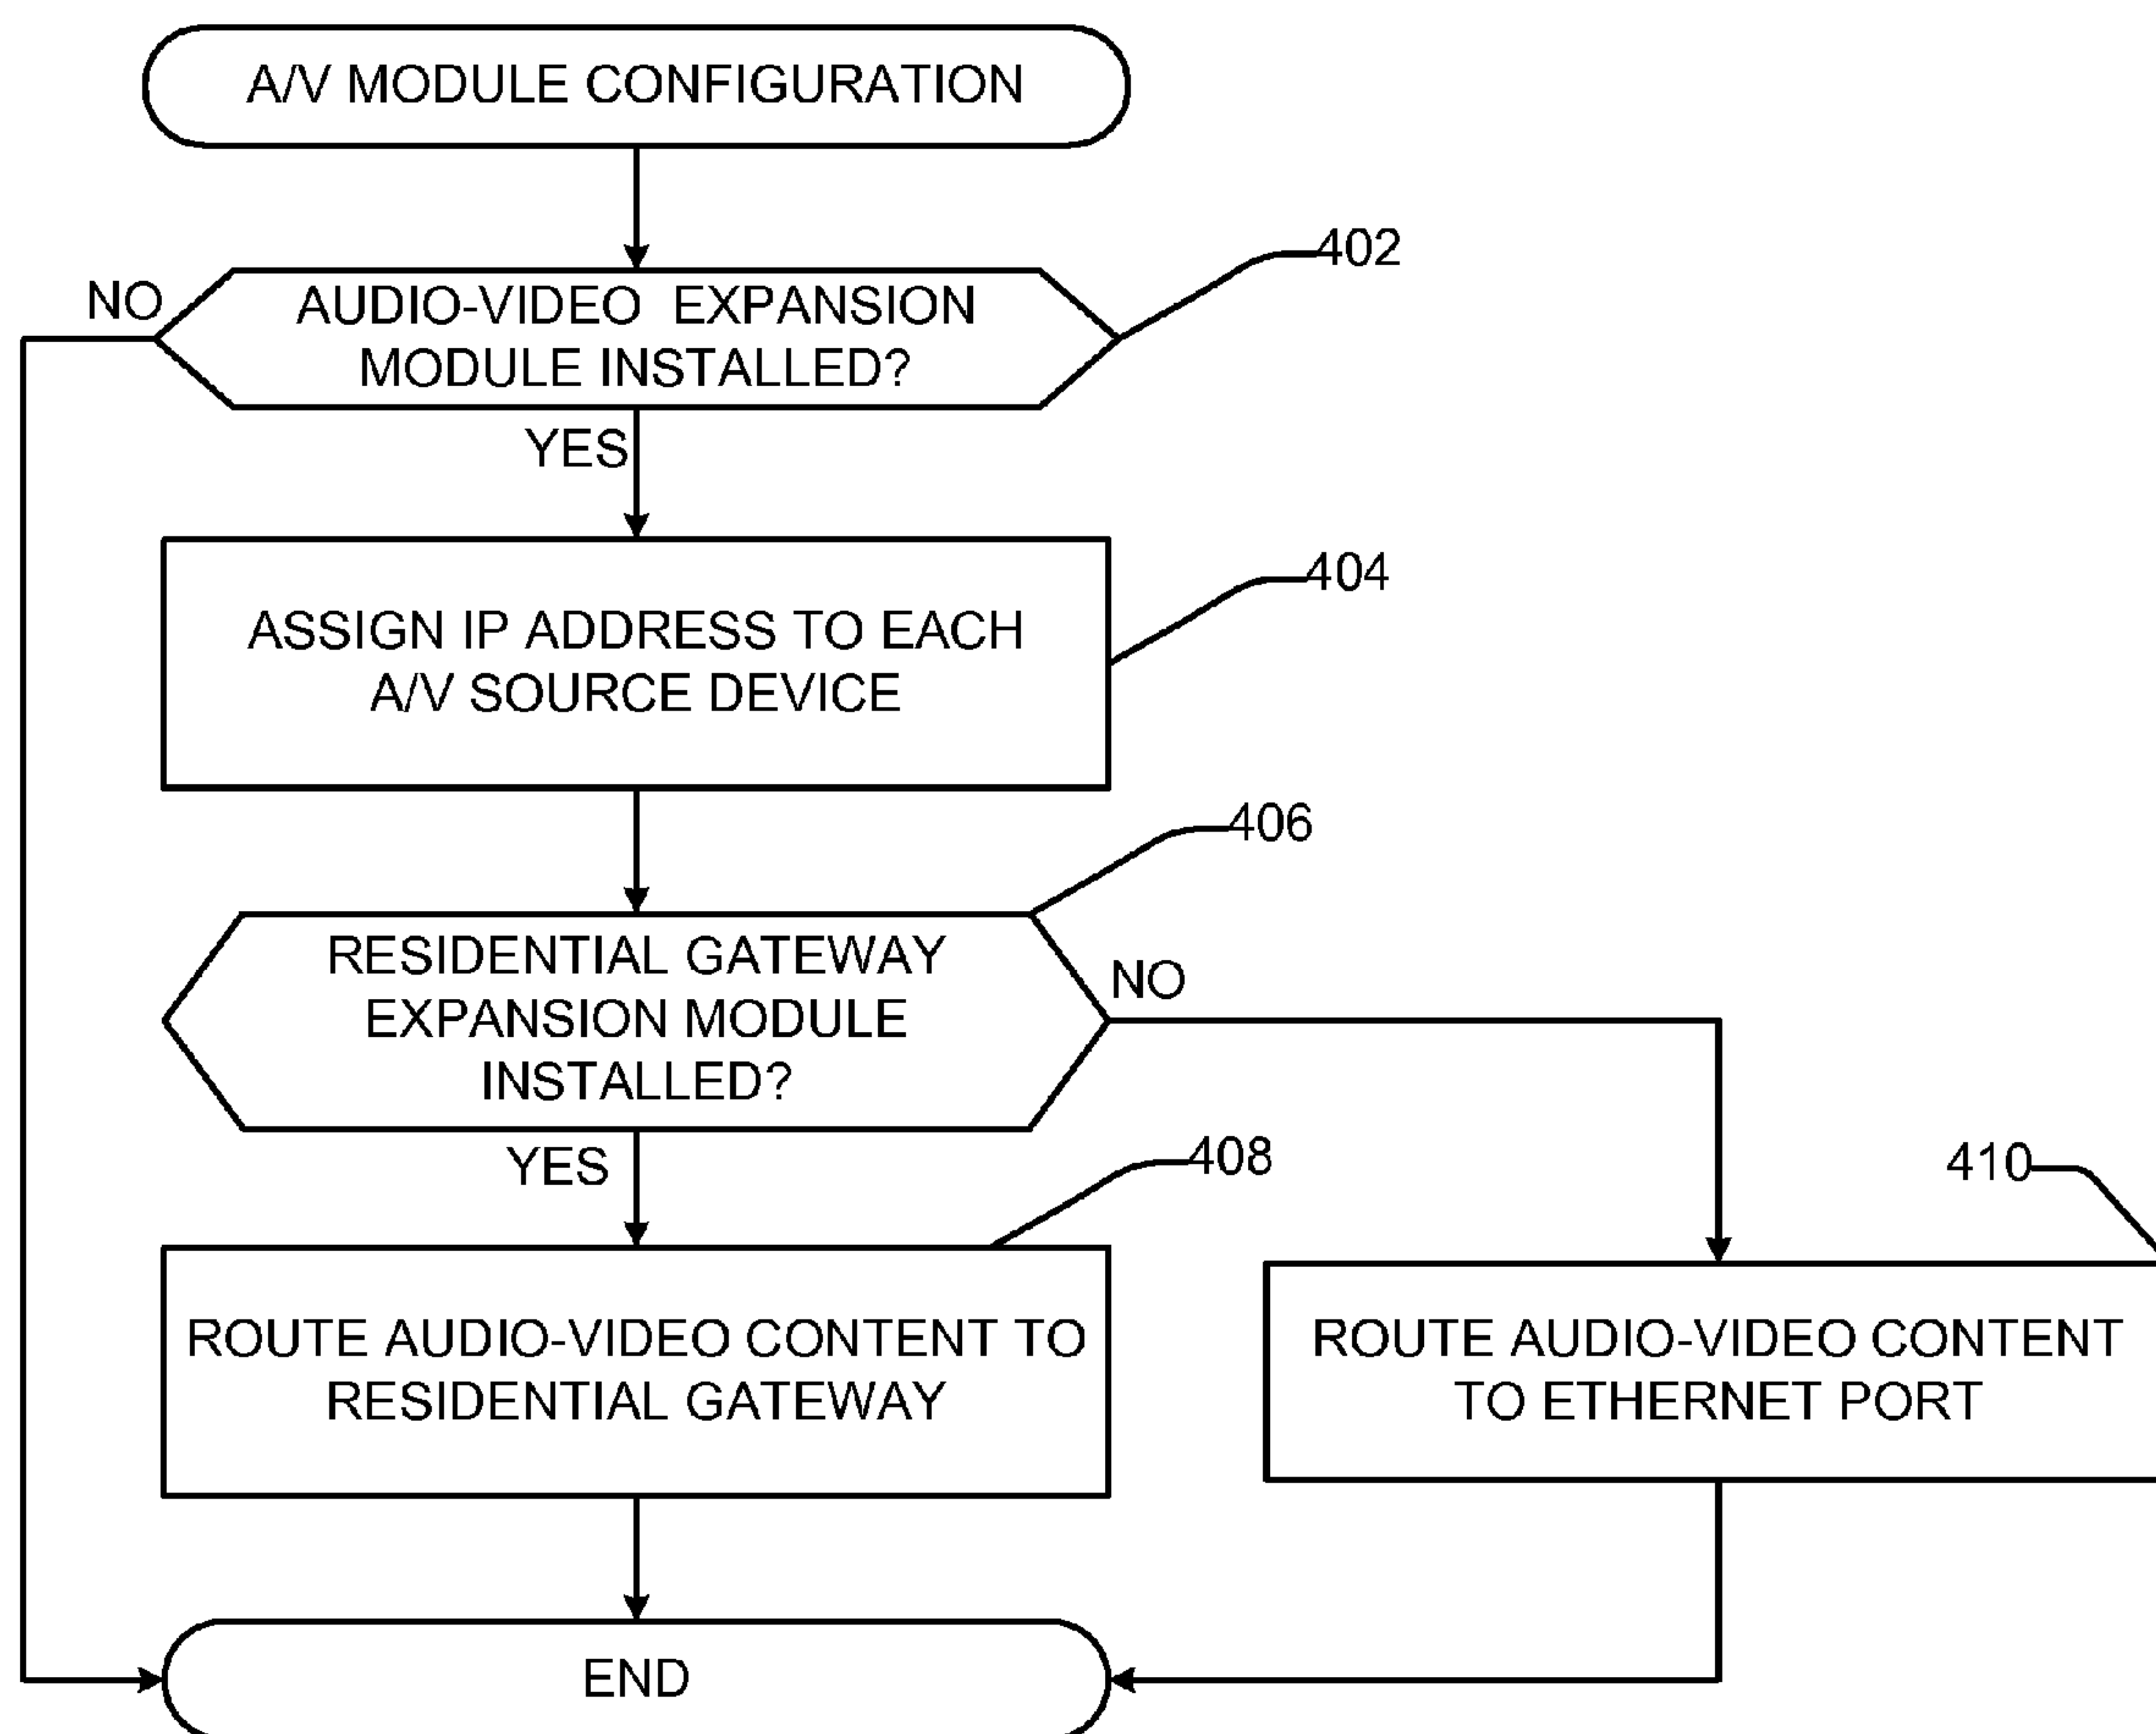 A/V MODULE CONFIGURATION
402
NO
AUDIO-VIDEO EXPANSION
MODULE INSTALLED?
YES
404
ASSIGN IP ADDRESS TO EACH
A/V SOURCE DEVICE
406
RESIDENTIAL GATEWAY
EXPANSION MODULE
INSTALLED?
NO
YES
408
410
ROUTE AUDIO-VIDEO CONTENT TO
RESIDENTIAL GATEWAY
ROUTE AUDIO-VIDEO CONTENT
TO ETHERNET PORT
END